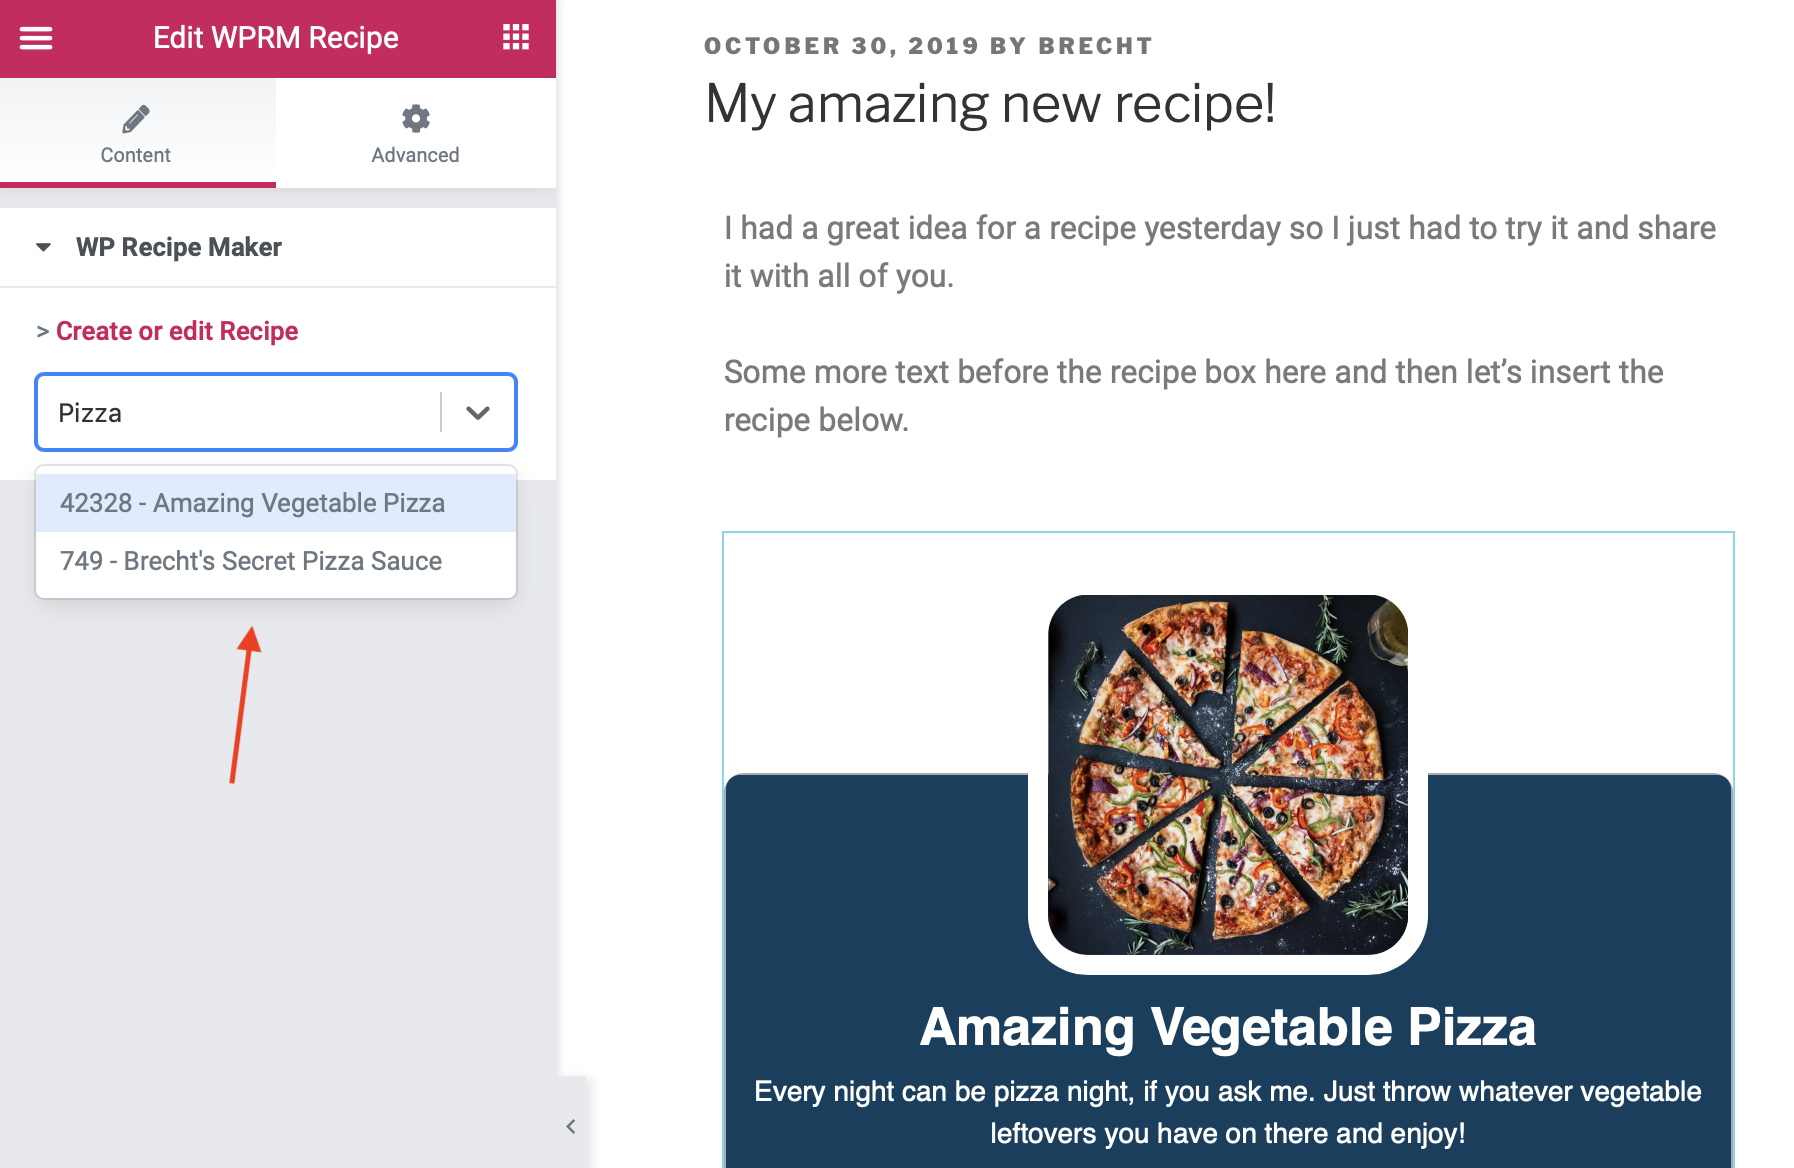 Edit WPRM Recipe
Content
Advanced
WP Recipe Maker
> Create or edit Recipe
Pizza
42328 - Amazing Vegetable Pizza
749 - Brecht's Secret Pizza Sauce
OCTOBER 30, 2019 BY BRECHT
My amazing new recipe!
I had a great idea for a recipe yesterday so I just had to try it and share
it with all of you.
Some more text before the recipe box here and then let’s insert the
recipe below.
Amazing Vegetable Pizza
Every night can be pizza night, if you ask me. Just throw whatever vegetable
leftovers you have on there and enjoy!